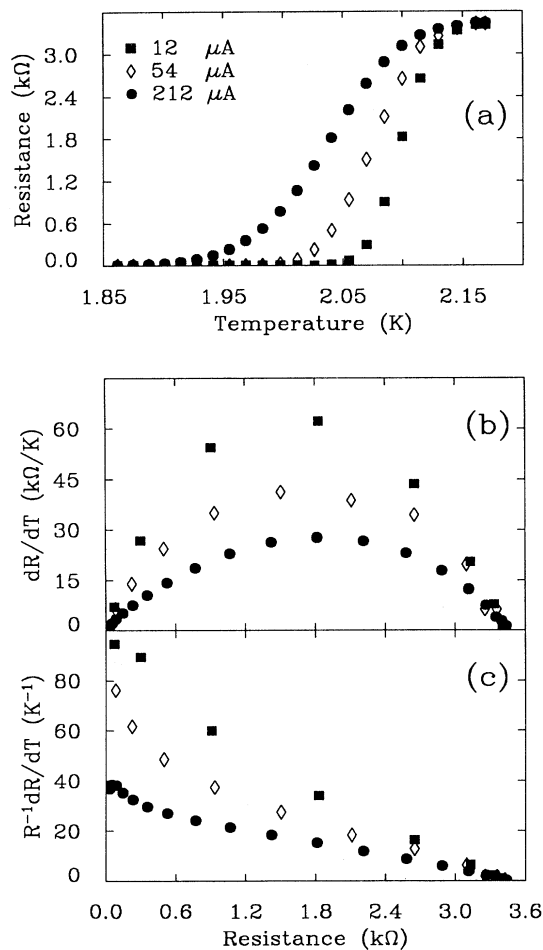 (a)
12 μA
54 μA
212 μA
Resistance (kΩ)
3.0
2.4
1.8
1.2
0.6
0.0
1.85 1.95 2.05 2.15
Temperature (K)
(b)
dR/dT (kΩ/K)
60
45
30
15
0
(c)
R⁻¹dR/dT (K⁻¹)
80
60
40
20
0
0.0 0.6 1.2 1.8 2.4 3.0 3.6
Resistance (kΩ)